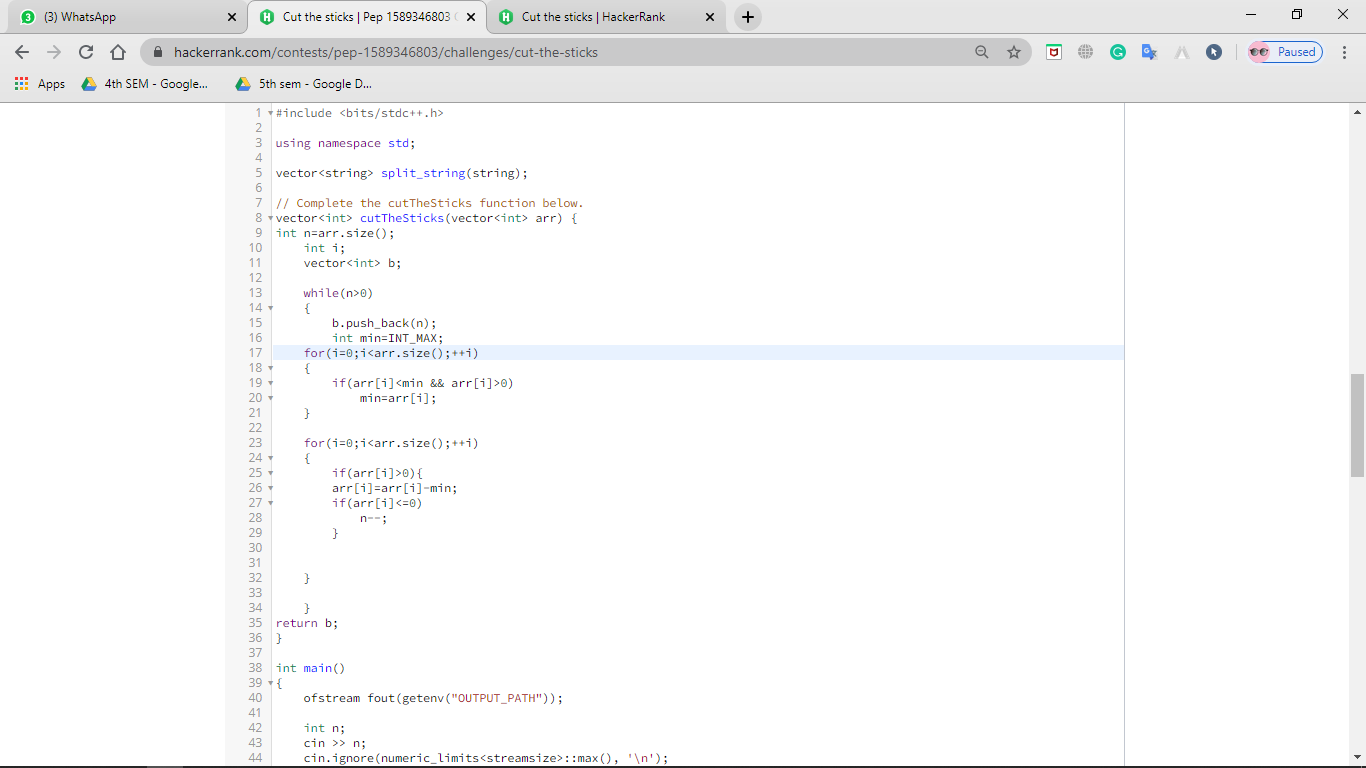 3 (3) WhatsApp × Cut the sticks | Pep 1589346803 × Cut the sticks | HackerRank × +
hackerrank.com/contests/pep-1589346803/challenges/cut-the-sticks Paused
Apps 4th SEM - Google... 5th sem - Google D...
1 #include <bits/stdc++.h>
2
3 using namespace std;
4
5 vector<string> split_string(string);
6
7 // Complete the cutTheSticks function below.
8 vector<int> cutTheSticks(vector<int> arr) {
9 int n=arr.size();
10     int i;
11     vector<int> b;
12
13     while(n>0)
14     {
15         b.push_back(n);
16         int min=INT_MAX;
17     for(i=0;i<arr.size();++i)
18     {
19         if(arr[i]<min && arr[i]>0)
20             min=arr[i];
21     }
22
23     for(i=0;i<arr.size();++i)
24     {
25         if(arr[i]>0){
26         arr[i]=arr[i]-min;
27         if(arr[i]<=0)
28             n--;
29         }
30
31
32     }
33
34     }
35 return b;
36 }
37
38 int main()
39 {
40     ofstream fout(getenv("OUTPUT_PATH"));
41
42     int n;
43     cin >> n;
44     cin.ignore(numeric_limits<streamsize>::max(), '\n');